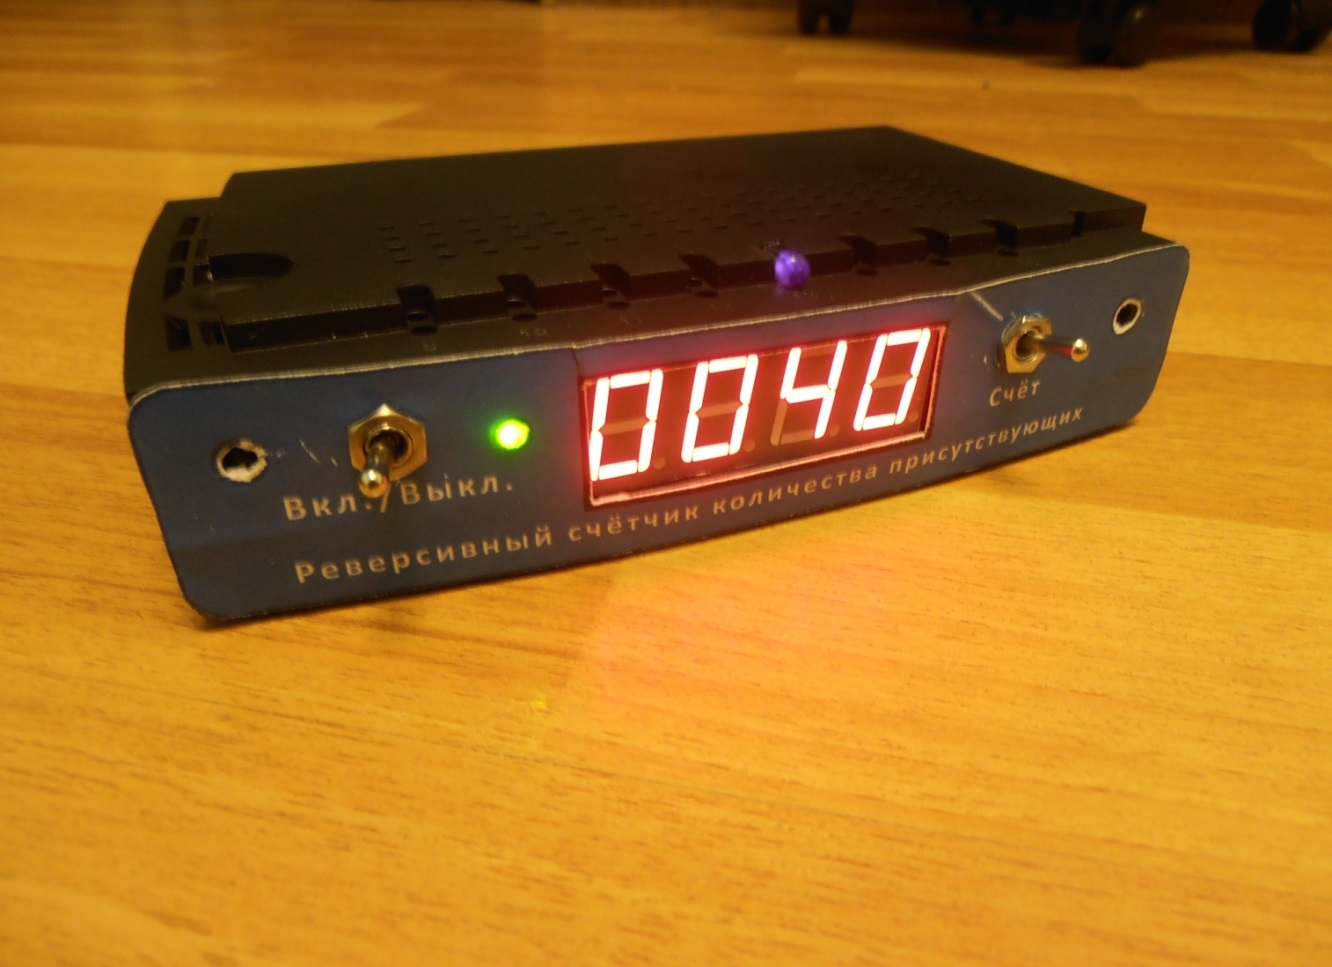 0040
Счёт
Вкл./Выкл.
Реверсивный счётчик количества присутствующих